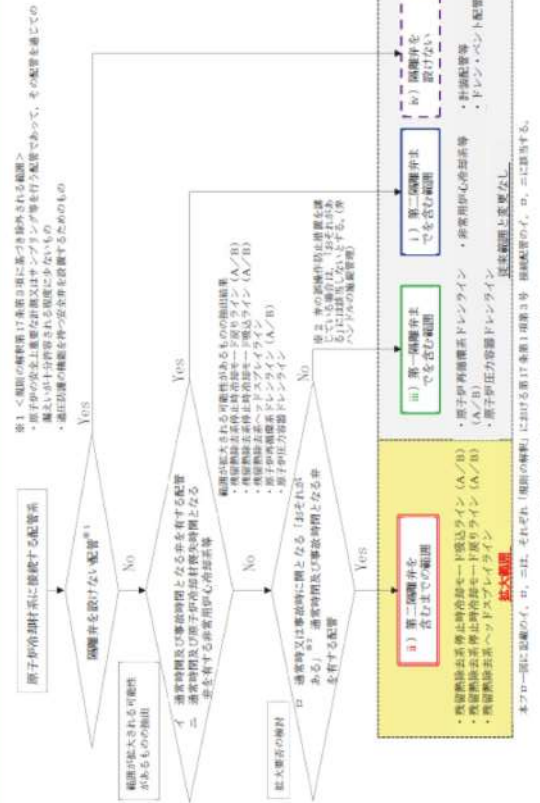 ※1 <規則の解釈第17条第3項に基づき除外される範囲>
・原子炉の安全上重要な計測又はサンプリング等を行う配管であって、その配管を通じての
漏えいが十分許容される程度に少ないもの
・過圧防護の機能を持つ安全弁を設置するためのもの
原子炉冷却材系に接続する配管系
隔離弁を設けない配管※1
Yes
No
範囲が拡大される可能性
があるものの抽出
イ 通常時開及び事故時閉となる弁を有する配管
ニ 通常時閉及び原子炉冷却材喪失時開となる
弁を有する非常用炉心冷却系等
Yes
No
範囲が拡大される可能性があるものの抽出結果
・残留熱除去系停止時冷却モード戻りライン (A/B)
・残留熱除去系停止時冷却モード吸込ライン (A/B)
・残留熱除去系ヘッドスプレイライン
・原子炉再循環系ドレンライン (A/B)
・原子炉圧力容器ドレンライン
拡大要否の検討
ロ 通常時又は事故時に開となる「おそれが
ある」※2 通常時閉及び事故時閉となる弁
を有する配管
Yes
No
※2 弁の誤操作防止措置を講
じている場合は、「おそれがあ
る」には該当しないとする。(弁
ハンドルの施錠管理)
ii) 第二隔離弁を
含むまでの範囲
・残留熱除去系停止時冷却モード吸込ライン (A/B)
・残留熱除去系停止時冷却モード戻りライン (A/B)
・残留熱除去系ヘッドスプレイライン
拡大範囲
iii) 第一隔離弁ま
でを含む範囲
・原子炉再循環系ドレンライン
(A/B)
・原子炉圧力容器ドレンライン
i) 第二隔離弁ま
でを含む範囲
・非常用炉心冷却系等
iv) 隔離弁を
設けない
・計装配管等
・ドレン・ベント配管
従来範囲と変更なし
本フロー図に記載のイ、ロ、ニは、それぞれ「規則の解釈」における第17条第1項第3号 接続配管のイ、ロ、ニに該当する。